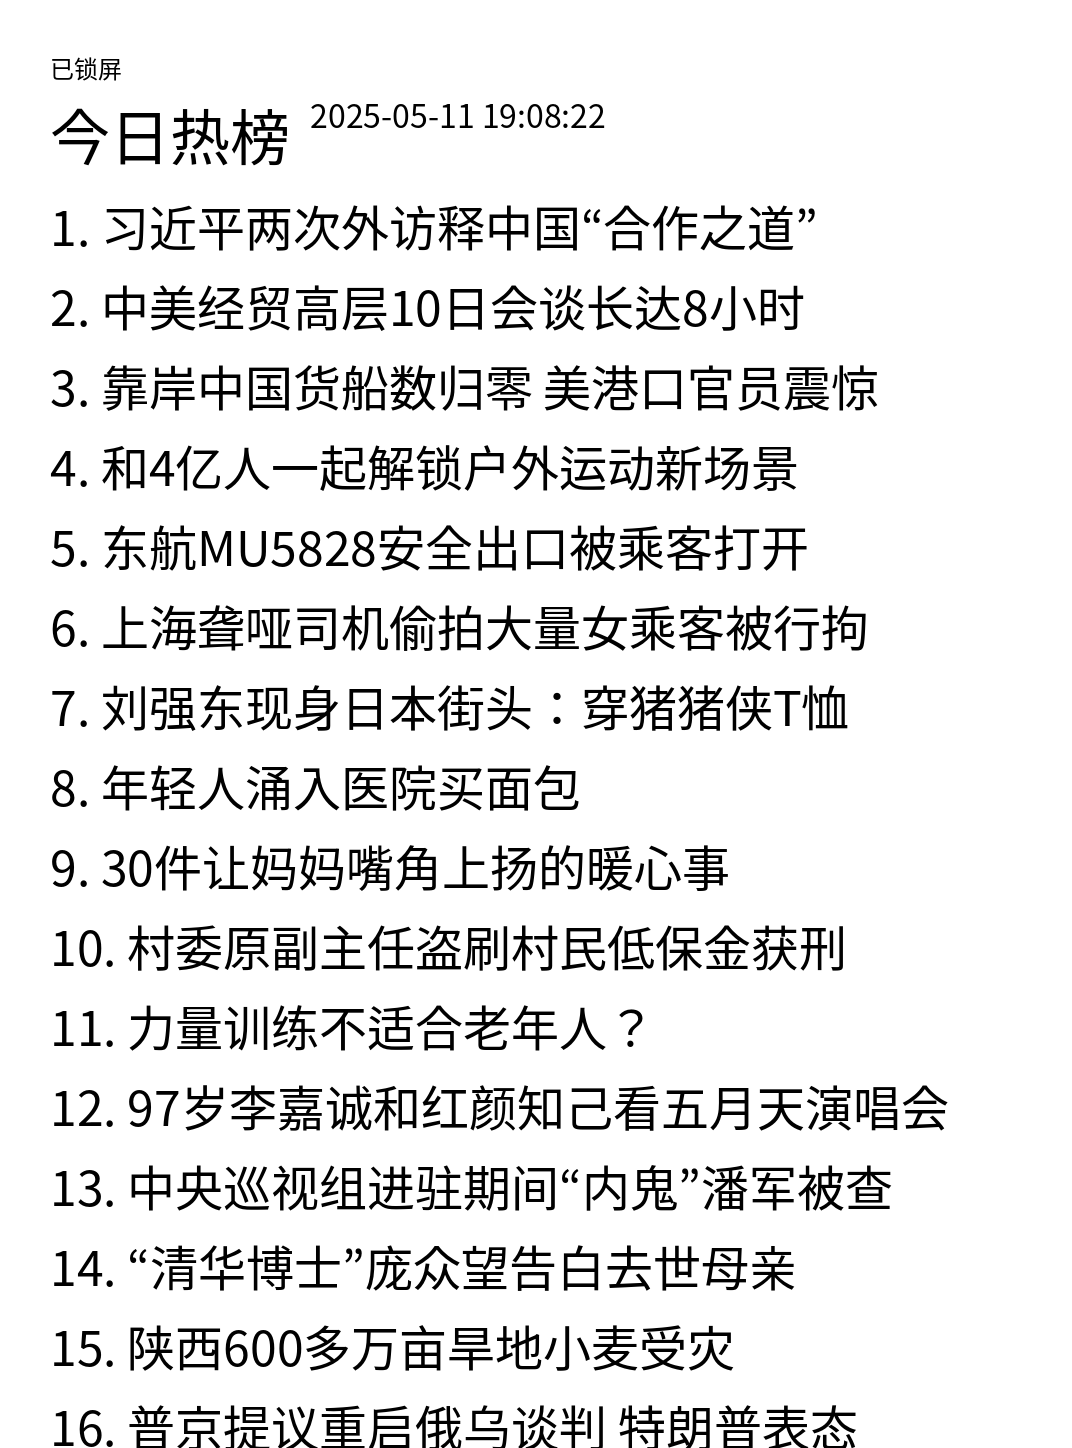 已锁屏
今日热榜 2025-05-11 19:08:22
1. 习近平两次外访释中国“合作之道”
2. 中美经贸高层10日会谈长达8小时
3. 靠岸中国货船数归零 美港口官员震惊
4. 和4亿人一起解锁户外运动新场景
5. 东航MU5828安全出口被乘客打开
6. 上海聋哑司机偷拍大量女乘客被行拘
7. 刘强东现身日本街头：穿猪猪侠T恤
8. 年轻人涌入医院买面包
9. 30件让妈妈嘴角上扬的暖心事
10. 村委原副主任盗刷村民低保金获刑
11. 力量训练不适合老年人？
12. 97岁李嘉诚和红颜知己看五月天演唱会
13. 中央巡视组进驻期间“内鬼”潘军被查
14. “清华博士”庞众望告白去世母亲
15. 陕西600多万亩旱地小麦受灾
16. 普京提议重启俄乌谈判 特朗普表态